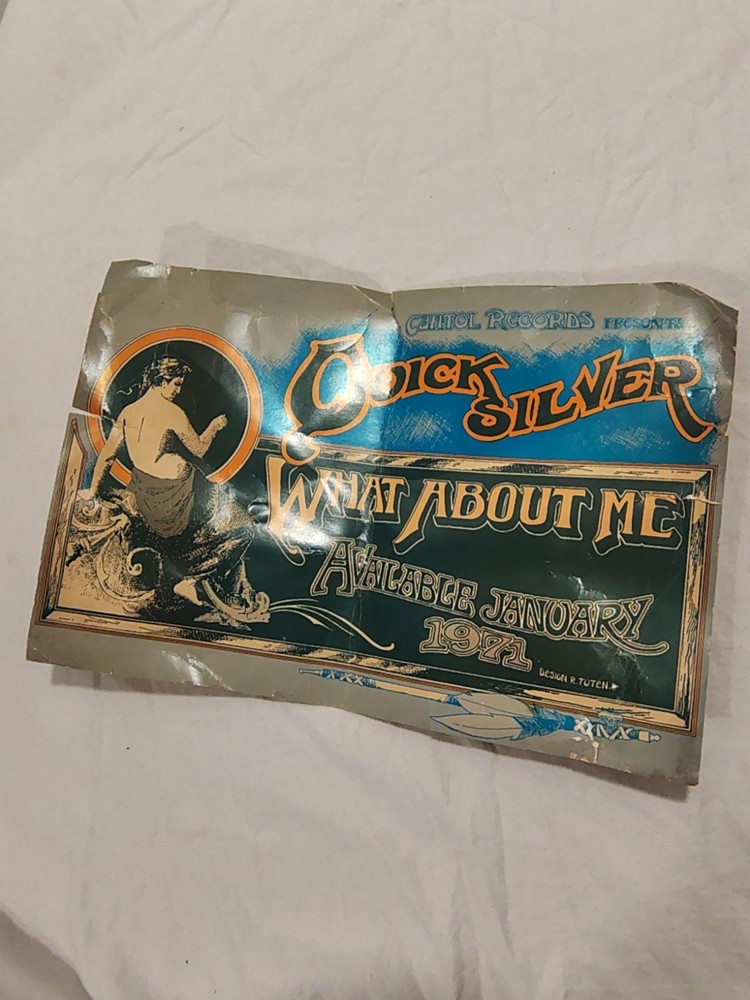 CAPITOL RECORDS PRESENTS
QUICK
SILVER
WHAT ABOUT ME
AVAILABLE JANUARY
1971
DESIGN R. TUTEN